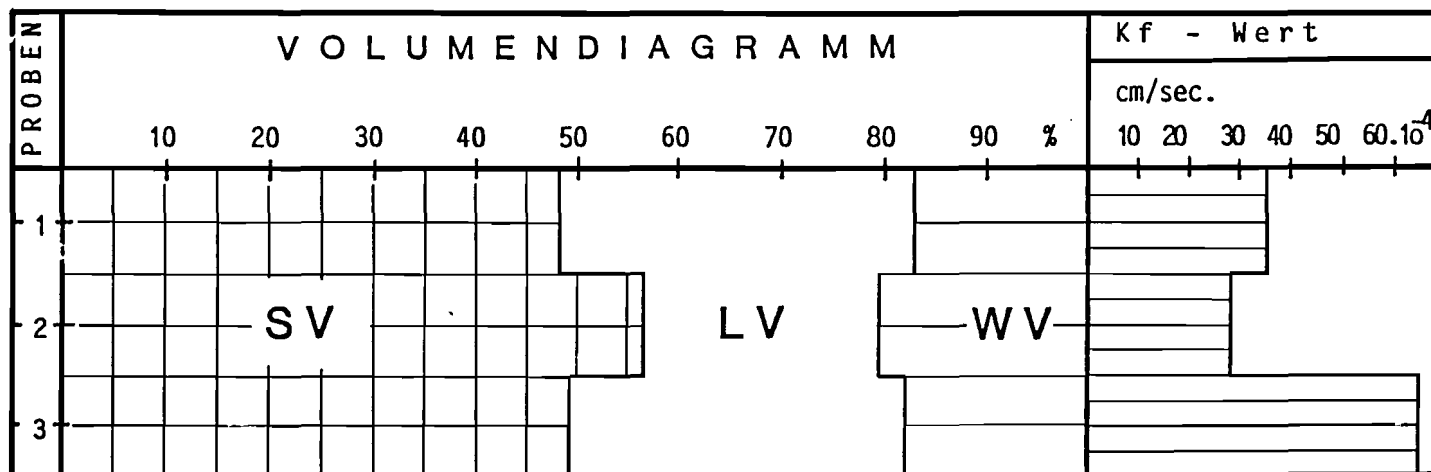 PROBEN
VOLUMENDIAGRAMM
Kf - Wert
cm/sec.
10 20 30 40 50 60 70 80 90 %
10 20 30 40 50 60.10-4
1
2
3
SV
LV
WV